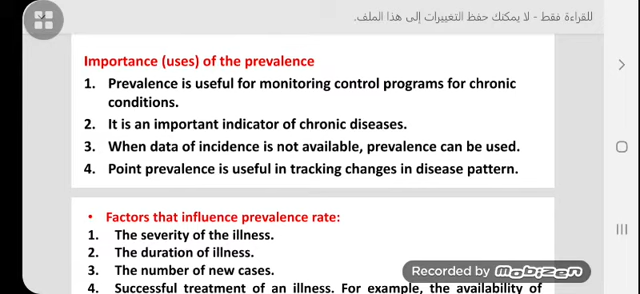 للقراءة فقط - لا يمكنك حفظ التغييرات إلى هذا الملف.
Importance (uses) of the prevalence
1. Prevalence is useful for monitoring control programs for chronic
conditions.
2. It is an important indicator of chronic diseases.
3. When data of incidence is not available, prevalence can be used.
4. Point prevalence is useful in tracking changes in disease pattern.
• Factors that influence prevalence rate:
1. The severity of the illness.
2. The duration of illness.
3. The number of new cases.
Recorded by Mobizen
4. Successful treatment of an illness. For example, the availability of